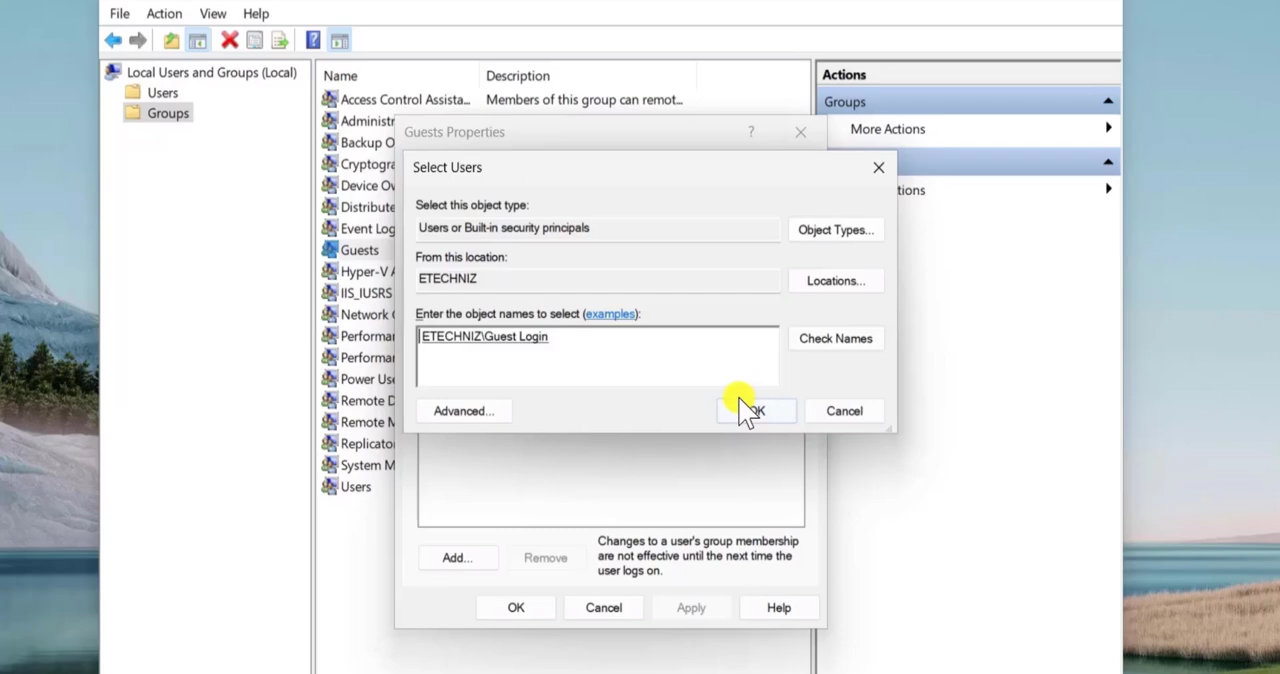 File Action View Help
Local Users and Groups (Local)
Users
Groups
Name Description
Access Control Assista... Members of this group can remot...
Administr
Backup O
Cryptogra
Device Ow
Distribute
Event Log
Guests
Hyper-V A
IIS_IUSRS
Network C
Performar
Performar
Power Use
Remote D
Remote M
Replicator
System M
Users
Actions
Groups
More Actions
tions
Guests Properties ?
Select Users
Select this object type:
Users or Built-in security principals
Object Types...
From this location:
ETECHNIZ
Locations...
Enter the object names to select (examples):
ETECHNIZ\Guest Login
Check Names
Advanced... Cancel
Add... Remove
Changes to a user's group membership
are not effective until the next time the
user logs on.
OK Cancel Apply Help